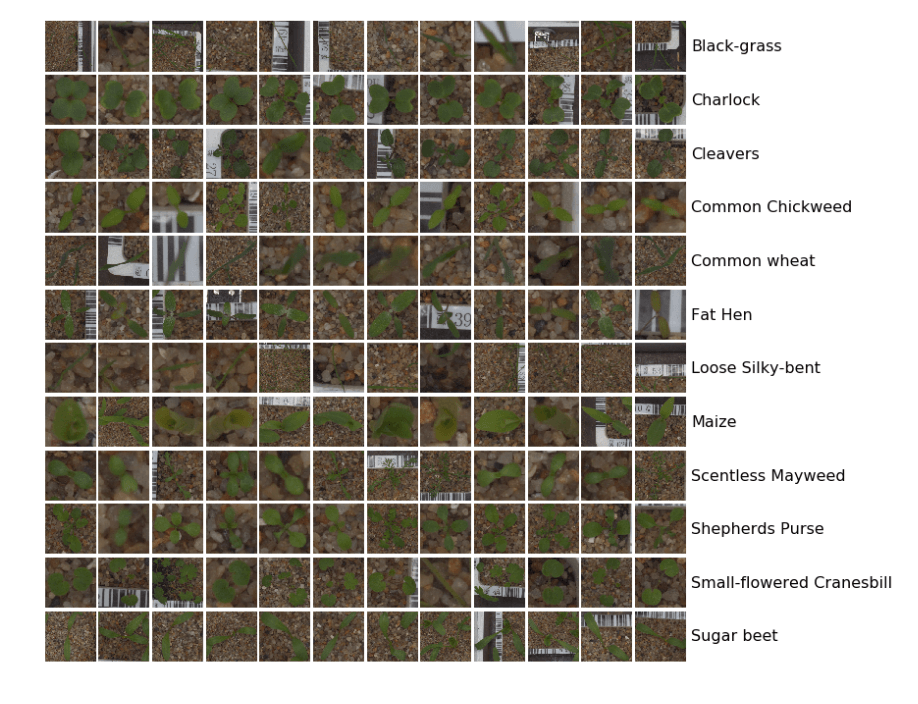 Black-grass
Charlock
Cleavers
Common Chickweed
Common wheat
39
Fat Hen
Loose Silky-bent
Maize
Scentless Mayweed
Shepherds Purse
Small-flowered Cranesbill
Sugar beet